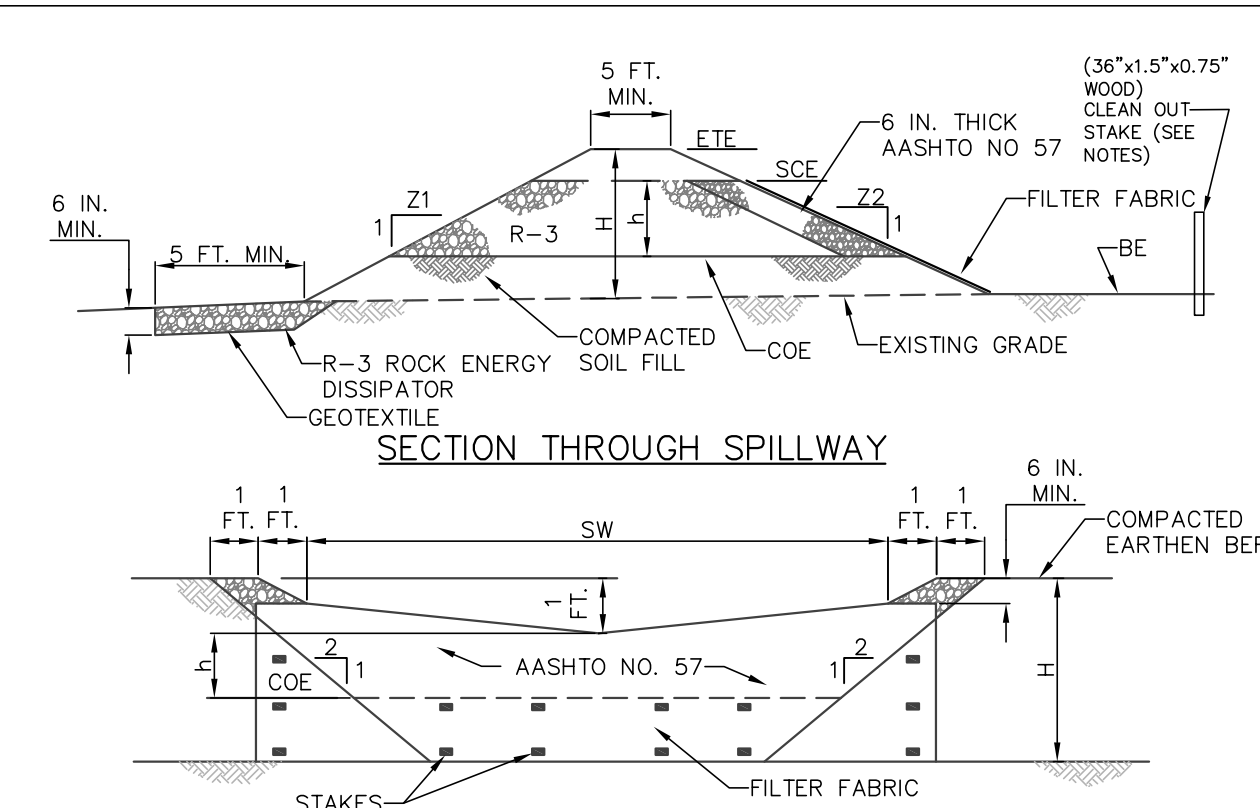 5 FT.
MIN.
(36"x1.5"x0.75"
WOOD)
CLEAN OUT
STAKE (SEE
NOTES)
ETE
6 IN. THICK
AASHTO NO 57
SCE
6 IN.
MIN.
1
Z1
Z2
1
FILTER FABRIC
H
h
R-3
5 FT. MIN.
BE
COMPACTED
SOIL FILL
COE
EXISTING GRADE
R-3 ROCK ENERGY
DISSIPATOR
GEOTEXTILE
SECTION THROUGH SPILLWAY
6 IN.
MIN.
1
FT.
1
FT.
SW
1
FT.
1
FT.
COMPACTED
EARTHEN BER
1
FT.
h
2
1
AASHTO NO. 57
1
2
H
COE
FILTER FABRIC
STAKES